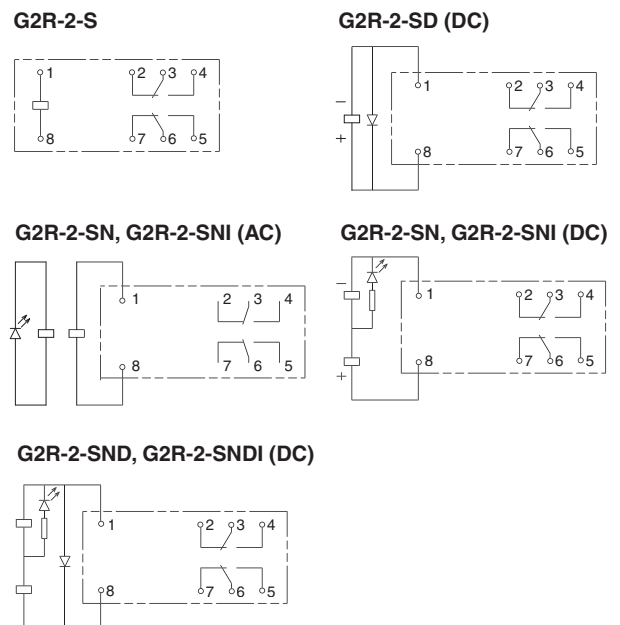 G2R-2-S
1 2 3 4
8 7 6 5
G2R-2-SD (DC)
− 1 2 3 4
+ 8 7 6 5
G2R-2-SN, G2R-2-SNI (AC)
1 2 3 4
8 7 6 5
G2R-2-SN, G2R-2-SNI (DC)
− 1 2 3 4
+ 8 7 6 5
G2R-2-SND, G2R-2-SNDI (DC)
1 2 3 4
8 7 6 5